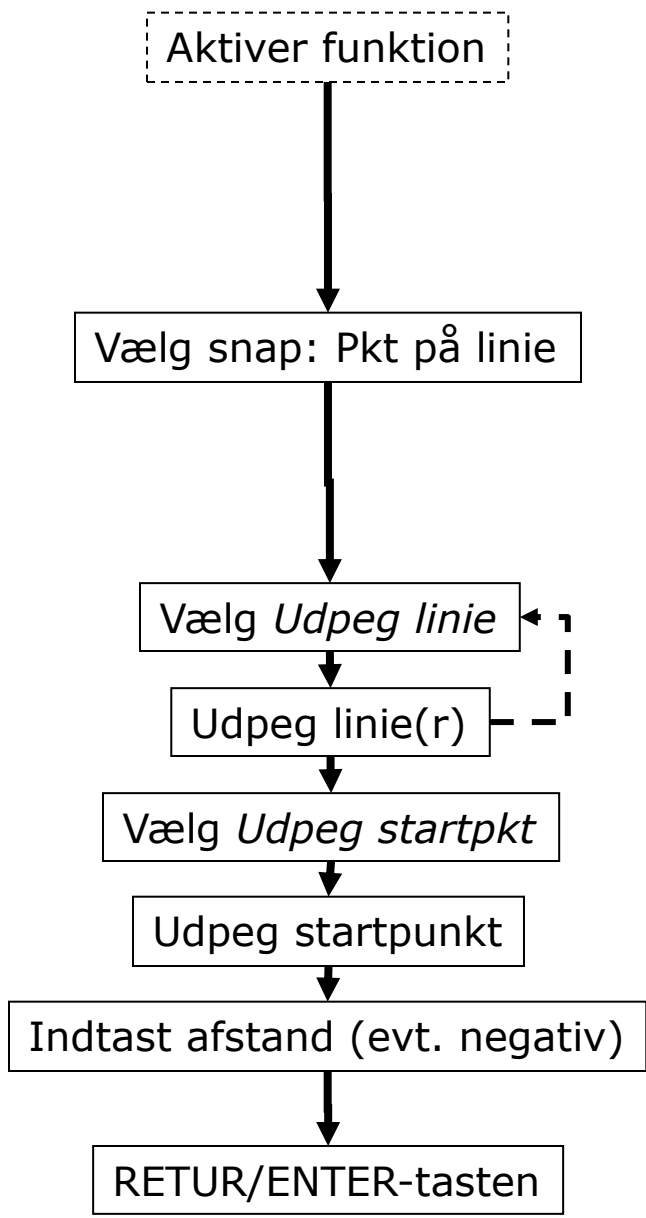 Aktiver funktion
Vælg snap: Pkt på linie
Vælg Udpeg linie
Udpeg linie(r)
Vælg Udpeg startpkt
Udpeg startpunkt
Indtast afstand (evt. negativ)
RETUR/ENTER-tasten